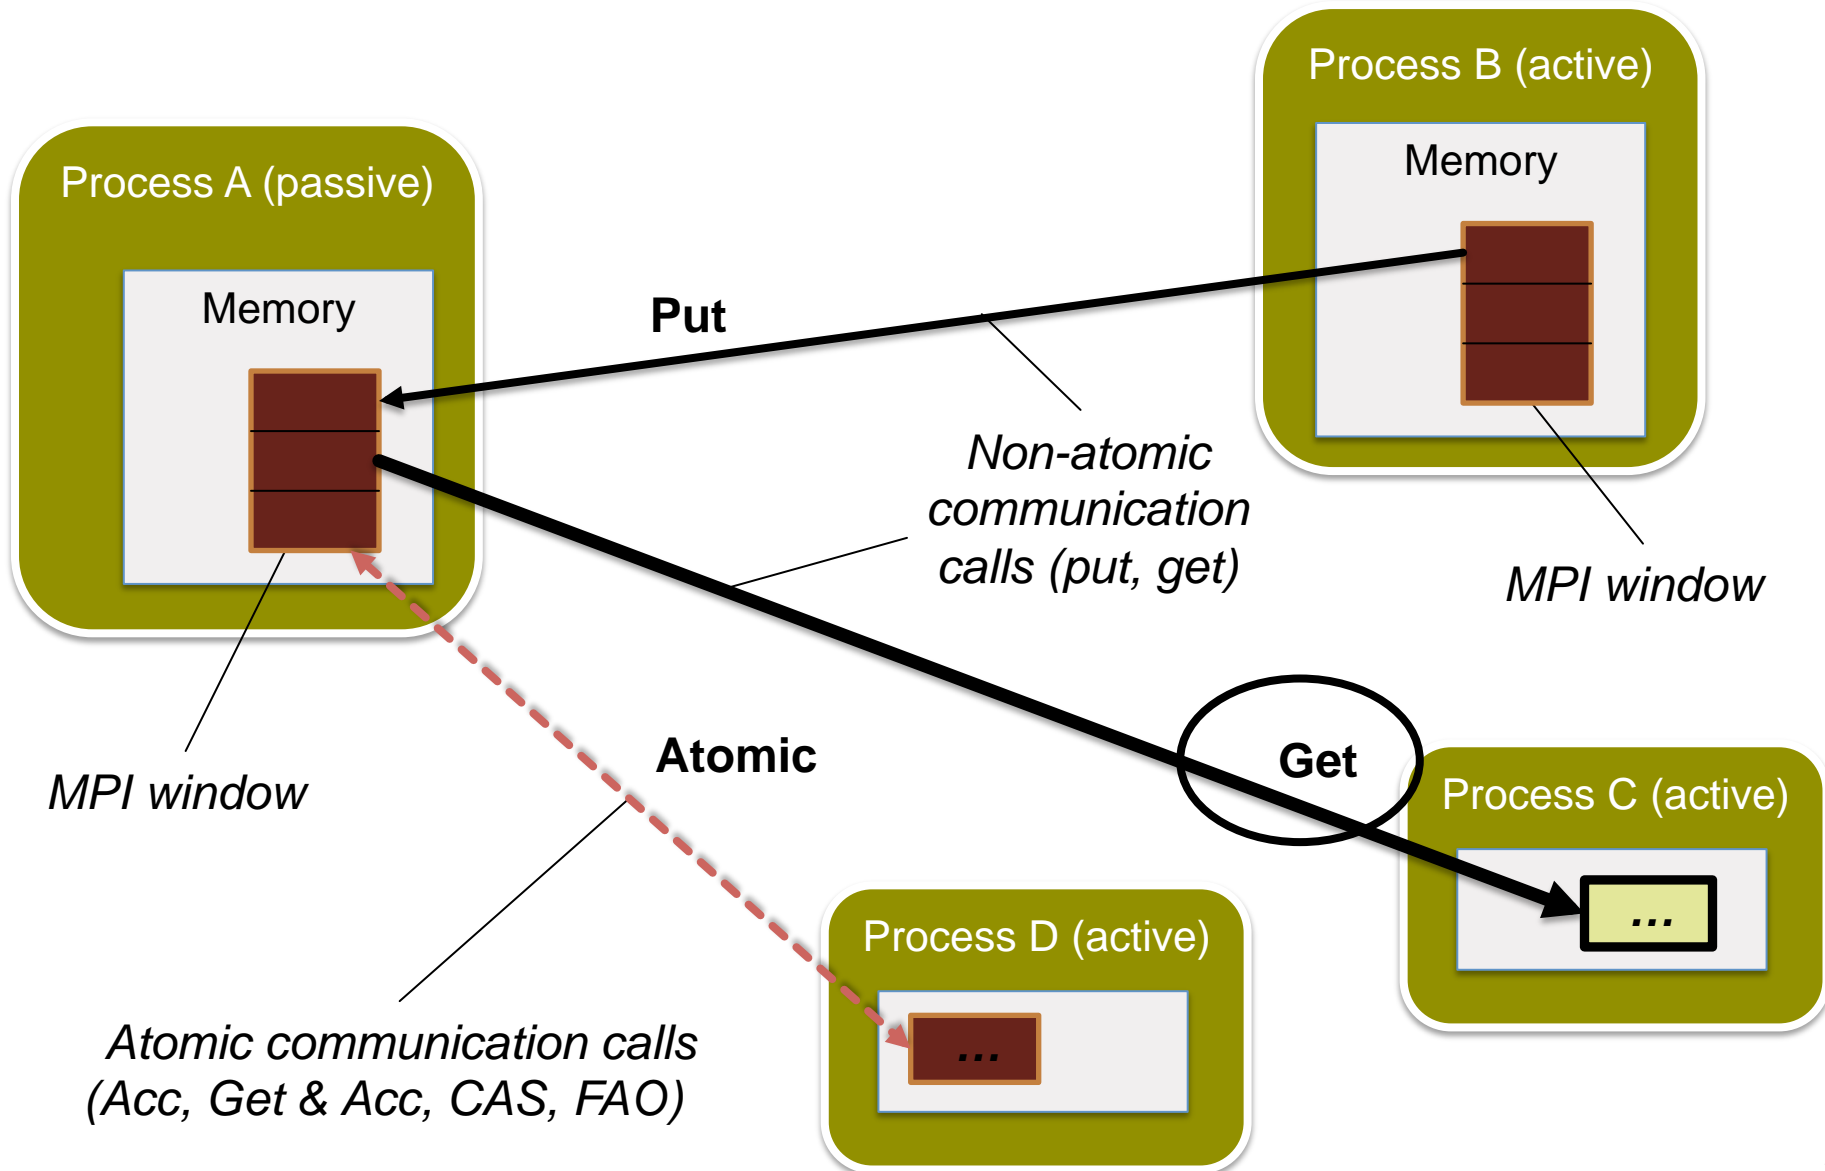 Process B (active)
Memory
Process A (passive)
Memory
Put
Non-atomic
communication
calls (put, get)
MPI window
MPI window
Atomic
Get
Process C (active)
...
Process D (active)
...
Atomic communication calls
(Acc, Get & Acc, CAS, FAO)